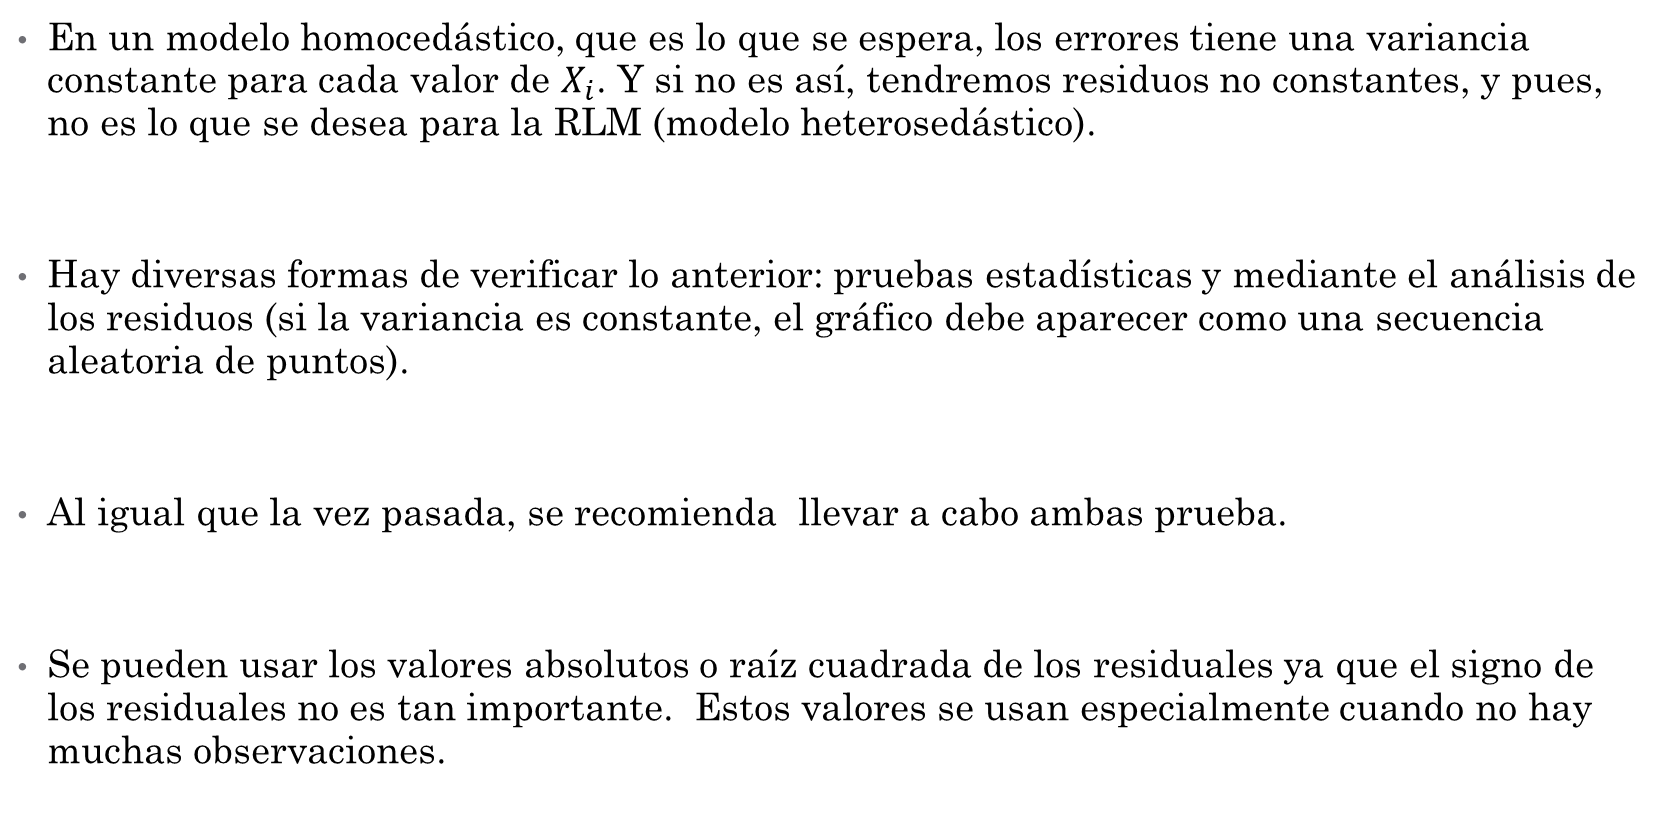 • En un modelo homocedástico, que es lo que se espera, los errores tiene una variancia
constante para cada valor de Xᵢ. Y si no es así, tendremos residuos no constantes, y pues,
no es lo que se desea para la RLM (modelo heterosedástico).
• Hay diversas formas de verificar lo anterior: pruebas estadísticas y mediante el análisis de
los residuos (si la variancia es constante, el gráfico debe aparecer como una secuencia
aleatoria de puntos).
• Al igual que la vez pasada, se recomienda  llevar a cabo ambas prueba.
• Se pueden usar los valores absolutos o raíz cuadrada de los residuales ya que el signo de
los residuales no es tan importante.  Estos valores se usan especialmente cuando no hay
muchas observaciones.